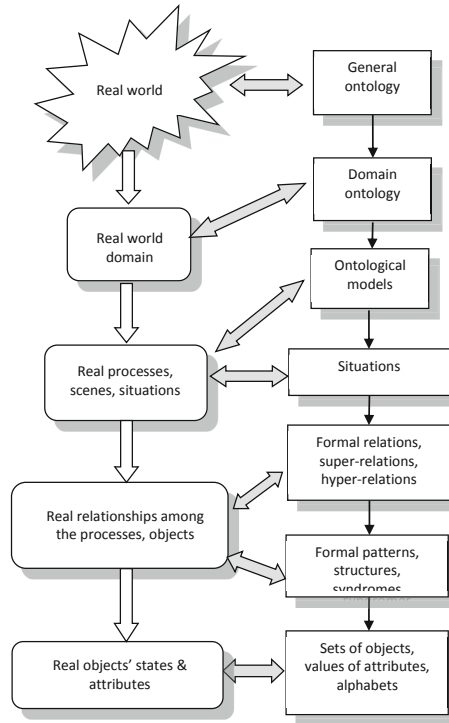 Real world
General
ontology
Domain
ontology
Real world
domain
Ontological
models
Real processes,
scenes, situations
Situations
Formal relations,
super-relations,
hyper-relations
Real relationships among
the processes, objects
Formal patterns,
structures,
syndromes
Real objects’ states &
attributes
Sets of objects,
values of attributes,
alphabets